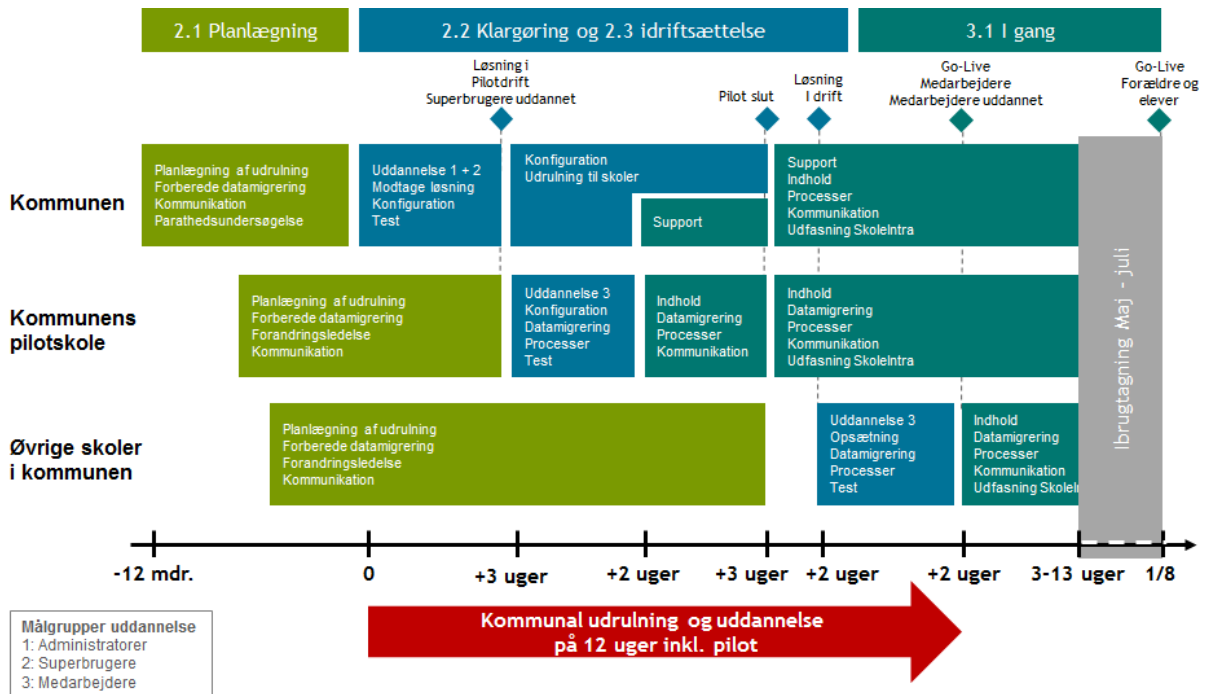 2.1 Planlægning
2.2 Klargøring og 2.3 idriftsættelse
3.1 I gang
Løsning i
Pilotdrift
Superbrugere uddannet
Pilot slut
Løsning
I drift
Go-Live
Medarbejdere
Medarbejdere uddannet
Go-Live
Forældre og
elever
Kommunen
Planlægning af udrulning
Forberede datamigrering
Kommunikation
Parathedsundersøgelse
Uddannelse 1 + 2
Modtage løsning
Konfiguration
Test
Konfiguration
Udrulning til skoler
Support
Support
Indhold
Processer
Kommunikation
Udfasning SkoleIntra
Kommunens
pilotskole
Planlægning af udrulning
Forberede datamigrering
Forandringsledelse
Kommunikation
Uddannelse 3
Konfiguration
Datamigrering
Processer
Test
Indhold
Datamigrering
Processer
Kommunikation
Indhold
Datamigrering
Processer
Kommunikation
Udfasning SkoleIntra
Øvrige skoler
i kommunen
Planlægning af udrulning
Forberede datamigrering
Forandringsledelse
Kommunikation
Uddannelse 3
Opsætning
Datamigrering
Processer
Test
Indhold
Datamigrering
Processer
Kommunikation
Udfasning SkoleIn
Ibrugtagning Maj - juli
-12 mdr.
0
+3 uger
+2 uger
+3 uger
+2 uger
+2 uger
3-13 uger
1/8
Kommunal udrulning og uddannelse
på 12 uger inkl. pilot
Målgrupper uddannelse
1: Administratorer
2: Superbrugere
3: Medarbejdere